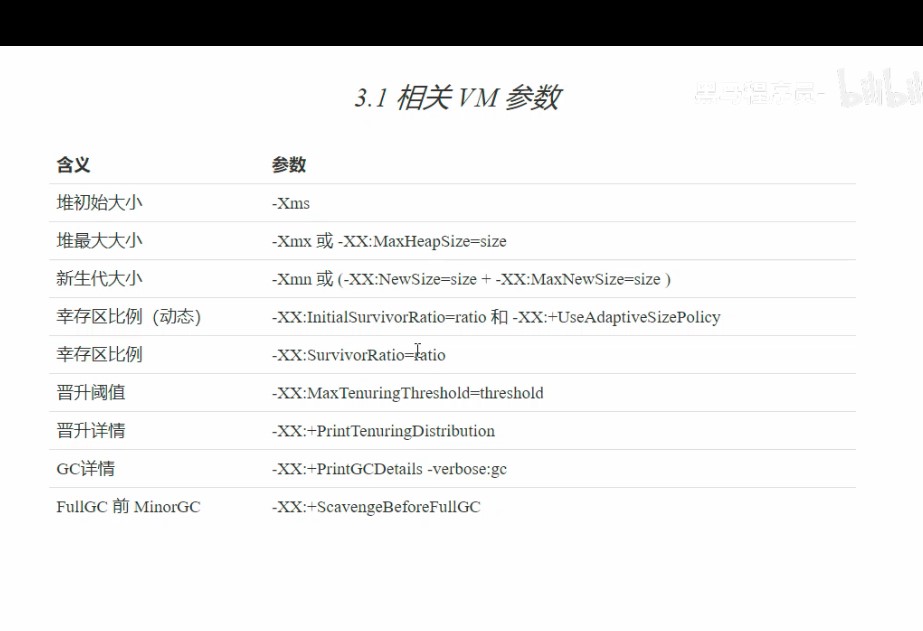 3.1 相关 VM 参数
黑马程序员-
bilibili
含义 参数
堆初始大小 -Xms
堆最大大小 -Xmx 或 -XX:MaxHeapSize=size
新生代大小 -Xmn 或 (-XX:NewSize=size + -XX:MaxNewSize=size )
幸存区比例（动态） -XX:InitialSurvivorRatio=ratio 和 -XX:+UseAdaptiveSizePolicy
幸存区比例 -XX:SurvivorRatio=ratio
晋升阈值 -XX:MaxTenuringThreshold=threshold
晋升详情 -XX:+PrintTenuringDistribution
GC详情 -XX:+PrintGCDetails -verbose:gc
FullGC 前 MinorGC -XX:+ScavengeBeforeFullGC